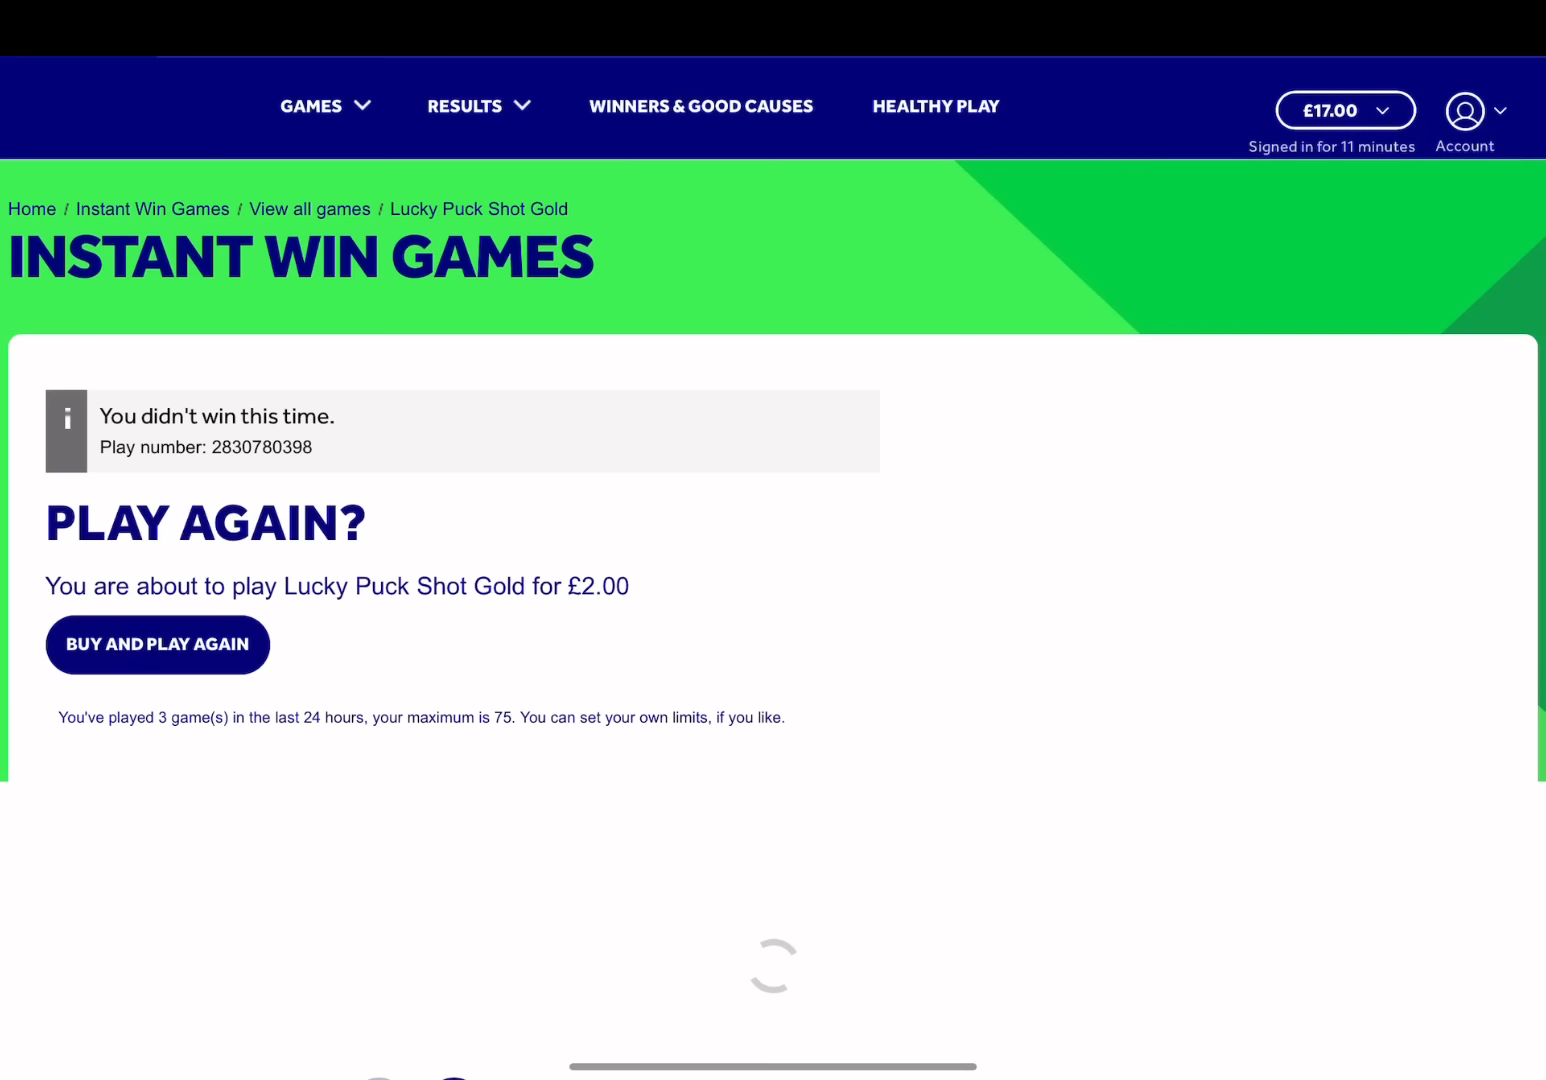 GAMES RESULTS WINNERS & GOOD CAUSES HEALTHY PLAY £17.00
Signed in for 11 minutes Account
Home / Instant Win Games / View all games / Lucky Puck Shot Gold
INSTANT WIN GAMES
i You didn't win this time.
Play number: 2830780398
PLAY AGAIN?
You are about to play Lucky Puck Shot Gold for £2.00
BUY AND PLAY AGAIN
You've played 3 game(s) in the last 24 hours, your maximum is 75. You can set your own limits, if you like.